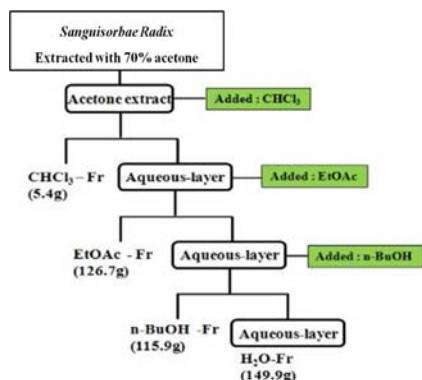 Sanguisorbae Radix
Extracted with 70% acetone
Acetone extract
Added : CHCl₃
CHCl₃ – Fr
(5.4g)
Aqueous-layer
Added : EtOAc
EtOAc - Fr
(126.7g)
Aqueous-layer
Added : n-BuOH
n-BuOH -Fr
(115.9g)
Aqueous-layer
H₂O-Fr
(149.9g)